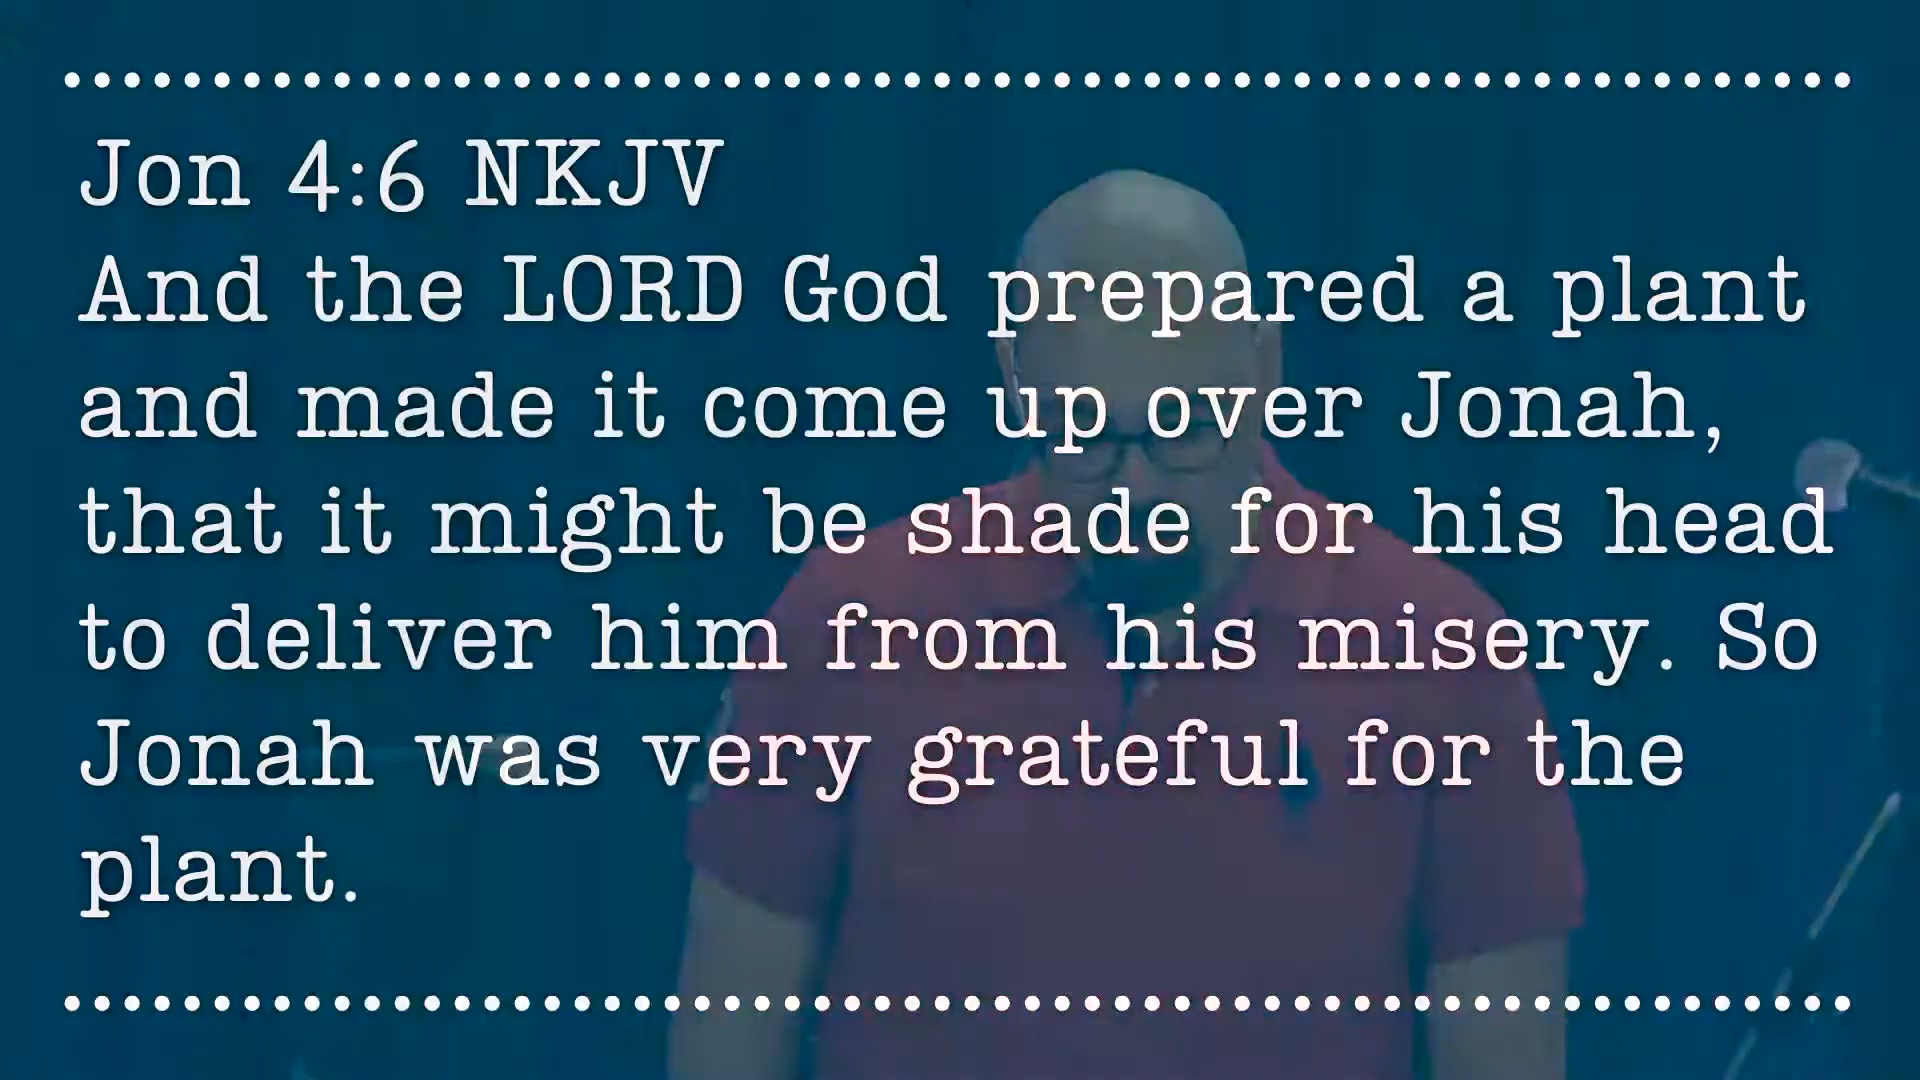 Jon 4:6 NKJV
And the LORD God prepared a plant
and made it come up over Jonah,
that it might be shade for his head
to deliver him from his misery. So
Jonah was very grateful for the
plant.